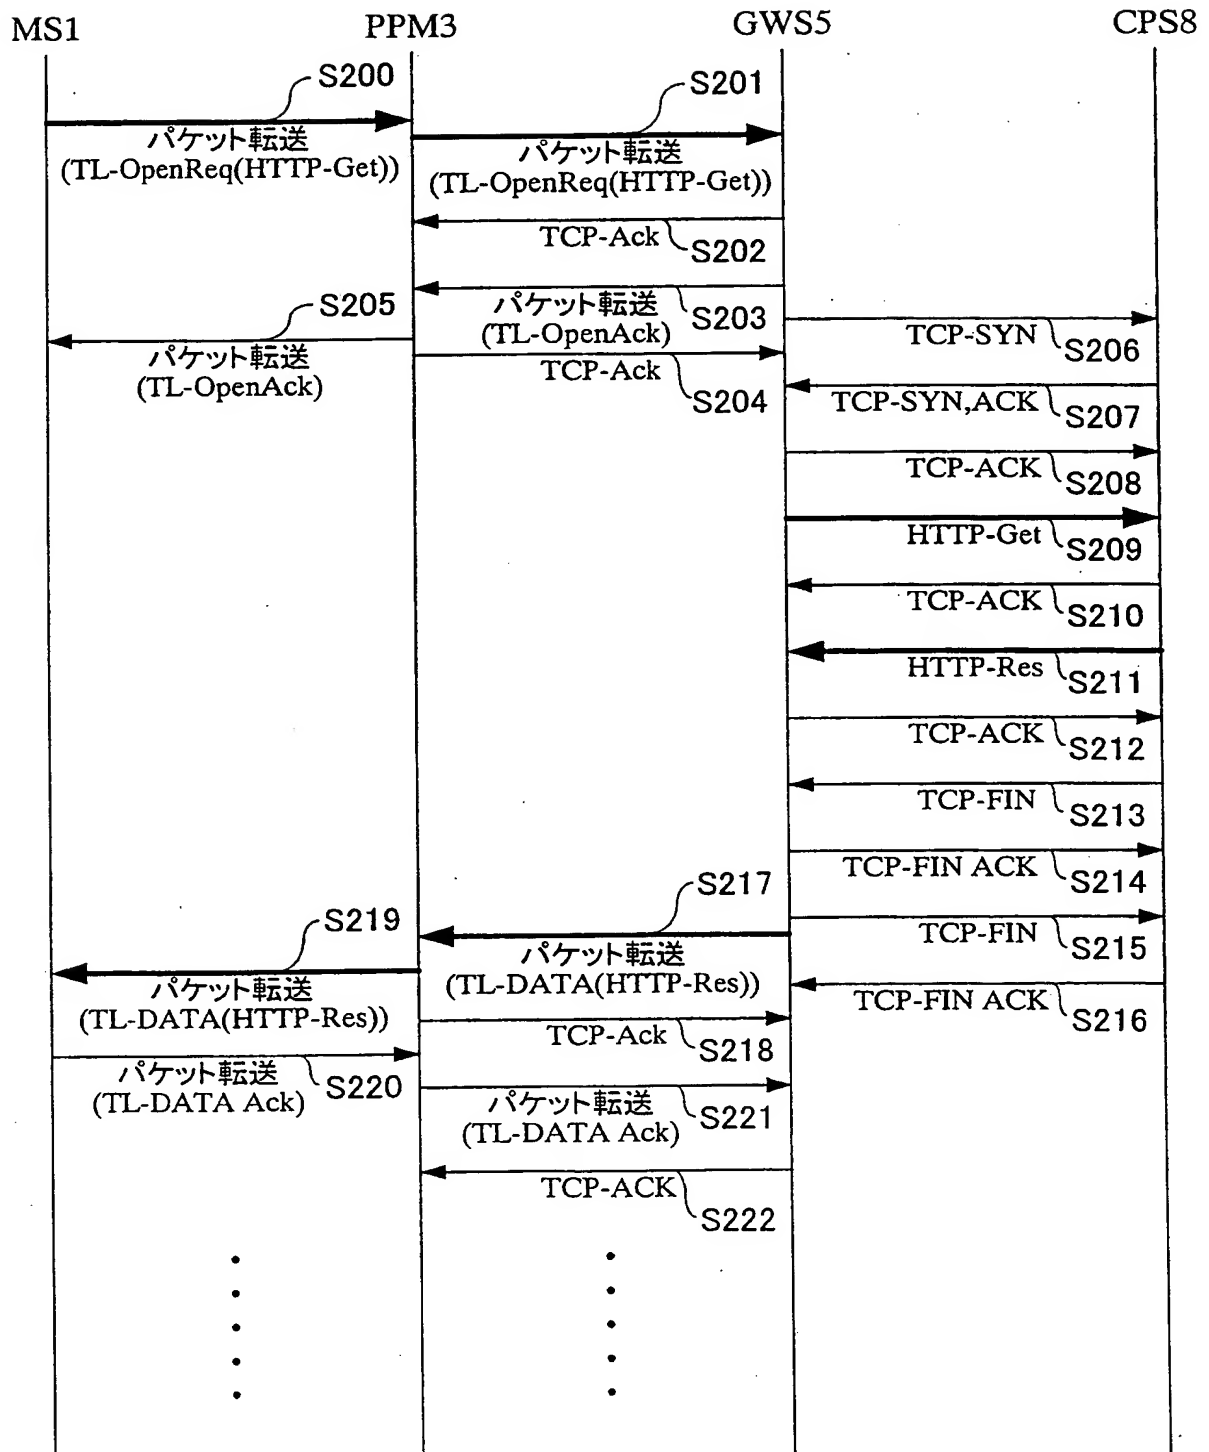 MS1 PPM3 GWS5 CPS8
S200
パケット転送
(TL-OpenReq(HTTP-Get))
S201
パケット転送
(TL-OpenReq(HTTP-Get))
TCP-Ack S202
パケット転送
(TL-OpenAck)
S203
S205
パケット転送
(TL-OpenAck)
TCP-Ack
S204
TCP-SYN S206
TCP-SYN,ACK S207
TCP-ACK S208
HTTP-Get S209
TCP-ACK S210
HTTP-Res S211
TCP-ACK S212
TCP-FIN S213
TCP-FIN ACK S214
TCP-FIN S215
TCP-FIN ACK S216
S217
パケット転送
(TL-DATA(HTTP-Res))
S219
パケット転送
(TL-DATA(HTTP-Res))
TCP-Ack S218
パケット転送
(TL-DATA Ack)
S220
パケット転送
(TL-DATA Ack)
S221
TCP-ACK
S222